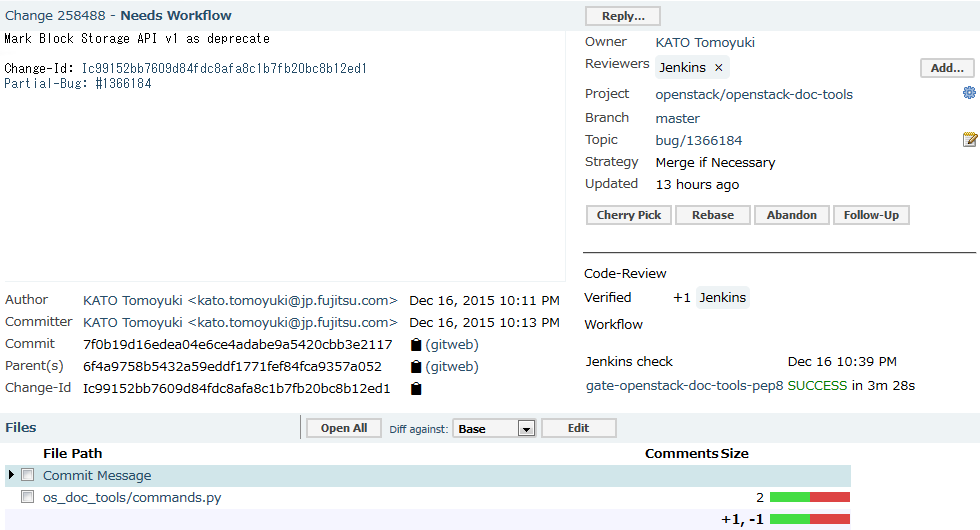 Change 258488 - Needs Workflow
Mark Block Storage API v1 as deprecate
Change-Id: Ic99152bb7609d84fdc8afa8c1b7fb20bc8b12ed1
Partial-Bug: #1366184
Reply...
Owner KATO Tomoyuki
Reviewers Jenkins ×
Add...
Project openstack/openstack-doc-tools
Branch master
Topic bug/1366184
Strategy Merge if Necessary
Updated 13 hours ago
Cherry Pick Rebase Abandon Follow-Up
Code-Review
Verified +1 Jenkins
Workflow
Jenkins check Dec 16 10:39 PM
gate-openstack-doc-tools-pep8 SUCCESS in 3m 28s
Author KATO Tomoyuki <kato.tomoyuki@jp.fujitsu.com> Dec 16, 2015 10:11 PM
Committer KATO Tomoyuki <kato.tomoyuki@jp.fujitsu.com> Dec 16, 2015 10:13 PM
Commit 7f0b19d16edea04e6ce4adabe9a5420cbb3e2117 (gitweb)
Parent(s) 6f4a9758b5432a59eddf1771fef84fca9357a052 (gitweb)
Change-Id Ic99152bb7609d84fdc8afa8c1b7fb20bc8b12ed1
Files Open All Diff against: Base Edit
File Path Comments Size
Commit Message
os_doc_tools/commands.py 2
+1, -1